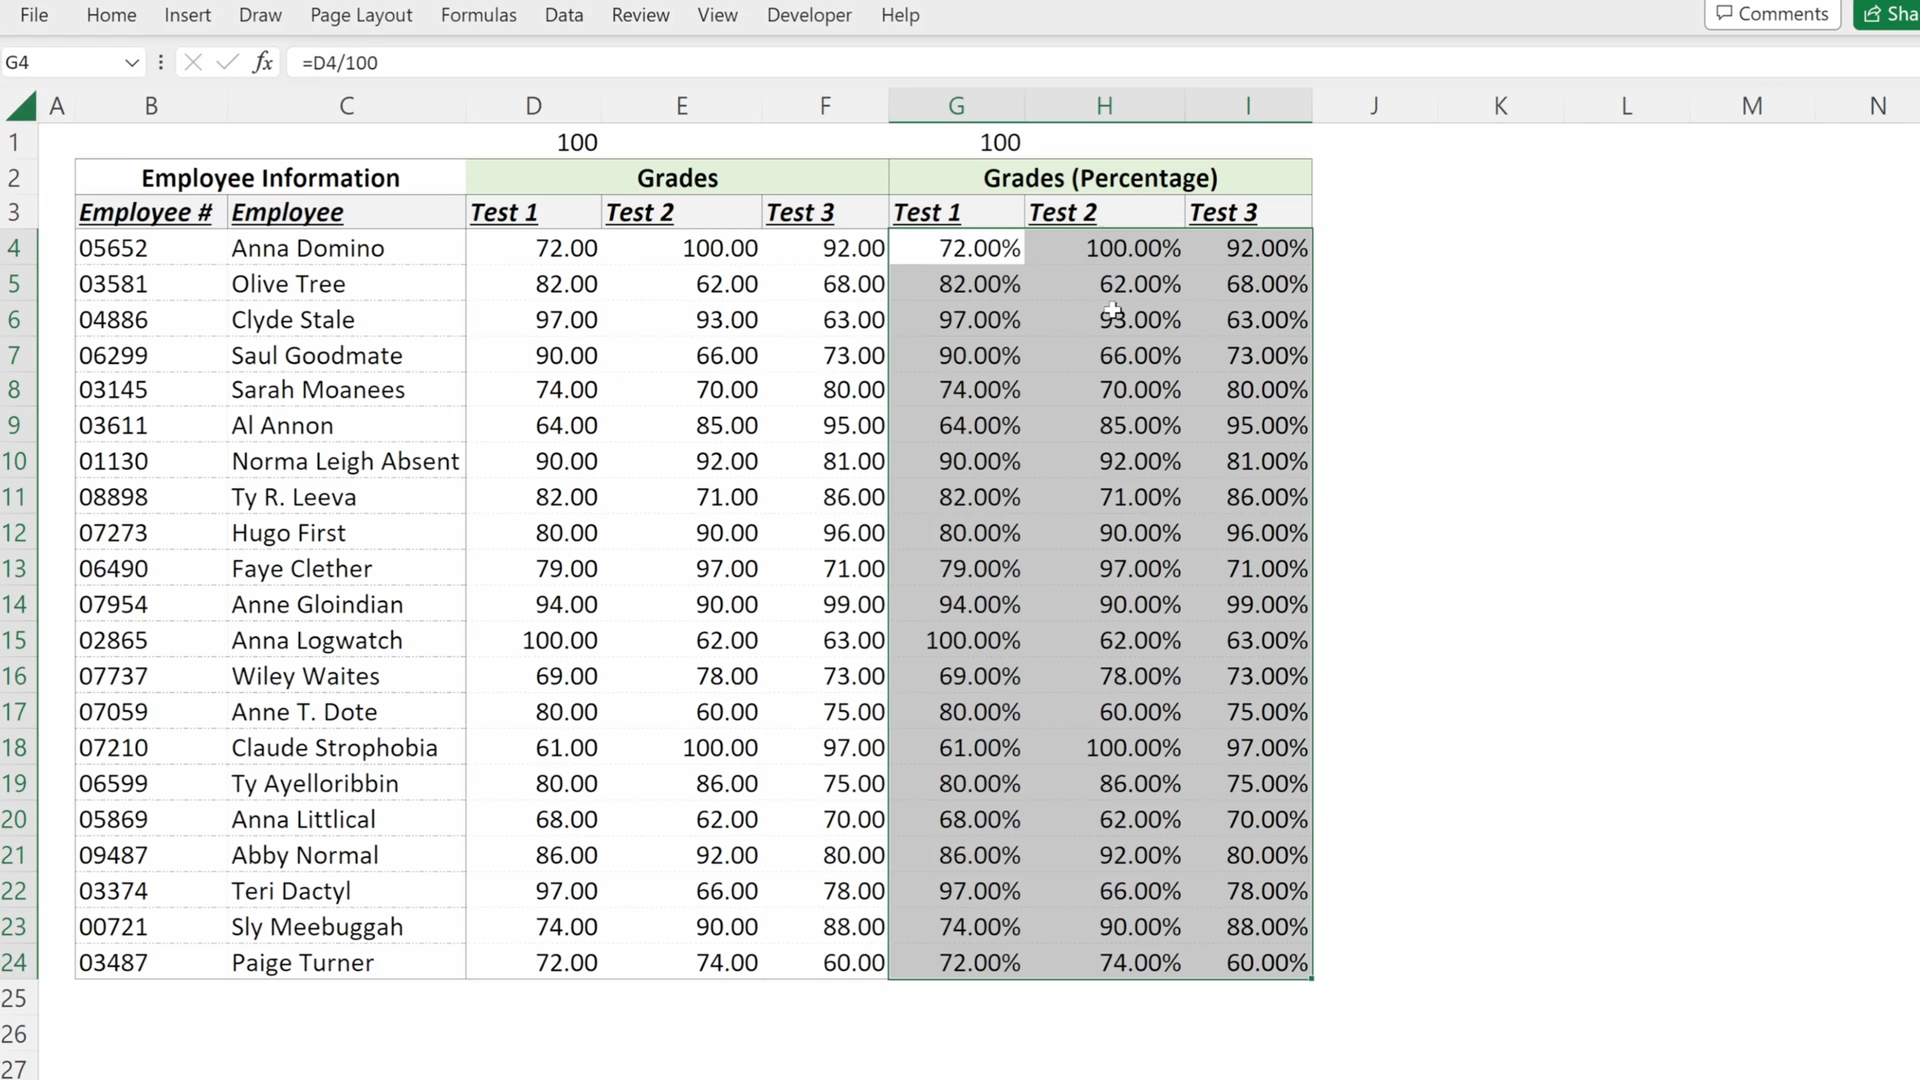 File Home Insert Draw Page Layout Formulas Data Review View Developer Help Comments Sha
G4 fx =D4/100
A B C D E F G H I J K L M N
1 100 100
2 Employee Information Grades Grades (Percentage)
3 Employee # Employee Test 1 Test 2 Test 3 Test 1 Test 2 Test 3
4 05652 Anna Domino 72.00 100.00 92.00 72.00% 100.00% 92.00%
5 03581 Olive Tree 82.00 62.00 68.00 82.00% 62.00% 68.00%
6 04886 Clyde Stale 97.00 93.00 63.00 97.00% 93.00% 63.00%
7 06299 Saul Goodmate 90.00 66.00 73.00 90.00% 66.00% 73.00%
8 03145 Sarah Moanees 74.00 70.00 80.00 74.00% 70.00% 80.00%
9 03611 Al Annon 64.00 85.00 95.00 64.00% 85.00% 95.00%
10 01130 Norma Leigh Absent 90.00 92.00 81.00 90.00% 92.00% 81.00%
11 08898 Ty R. Leeva 82.00 71.00 86.00 82.00% 71.00% 86.00%
12 07273 Hugo First 80.00 90.00 96.00 80.00% 90.00% 96.00%
13 06490 Faye Clether 79.00 97.00 71.00 79.00% 97.00% 71.00%
14 07954 Anne Gloindian 94.00 90.00 99.00 94.00% 90.00% 99.00%
15 02865 Anna Logwatch 100.00 62.00 63.00 100.00% 62.00% 63.00%
16 07737 Wiley Waites 69.00 78.00 73.00 69.00% 78.00% 73.00%
17 07059 Anne T. Dote 80.00 60.00 75.00 80.00% 60.00% 75.00%
18 07210 Claude Strophobia 61.00 100.00 97.00 61.00% 100.00% 97.00%
19 06599 Ty Ayelloribbin 80.00 86.00 75.00 80.00% 86.00% 75.00%
20 05869 Anna Littlical 68.00 62.00 70.00 68.00% 62.00% 70.00%
21 09487 Abby Normal 86.00 92.00 80.00 86.00% 92.00% 80.00%
22 03374 Teri Dactyl 97.00 66.00 78.00 97.00% 66.00% 78.00%
23 00721 Sly Meebuggah 74.00 90.00 88.00 74.00% 90.00% 88.00%
24 03487 Paige Turner 72.00 74.00 60.00 72.00% 74.00% 60.00%
25
26
27